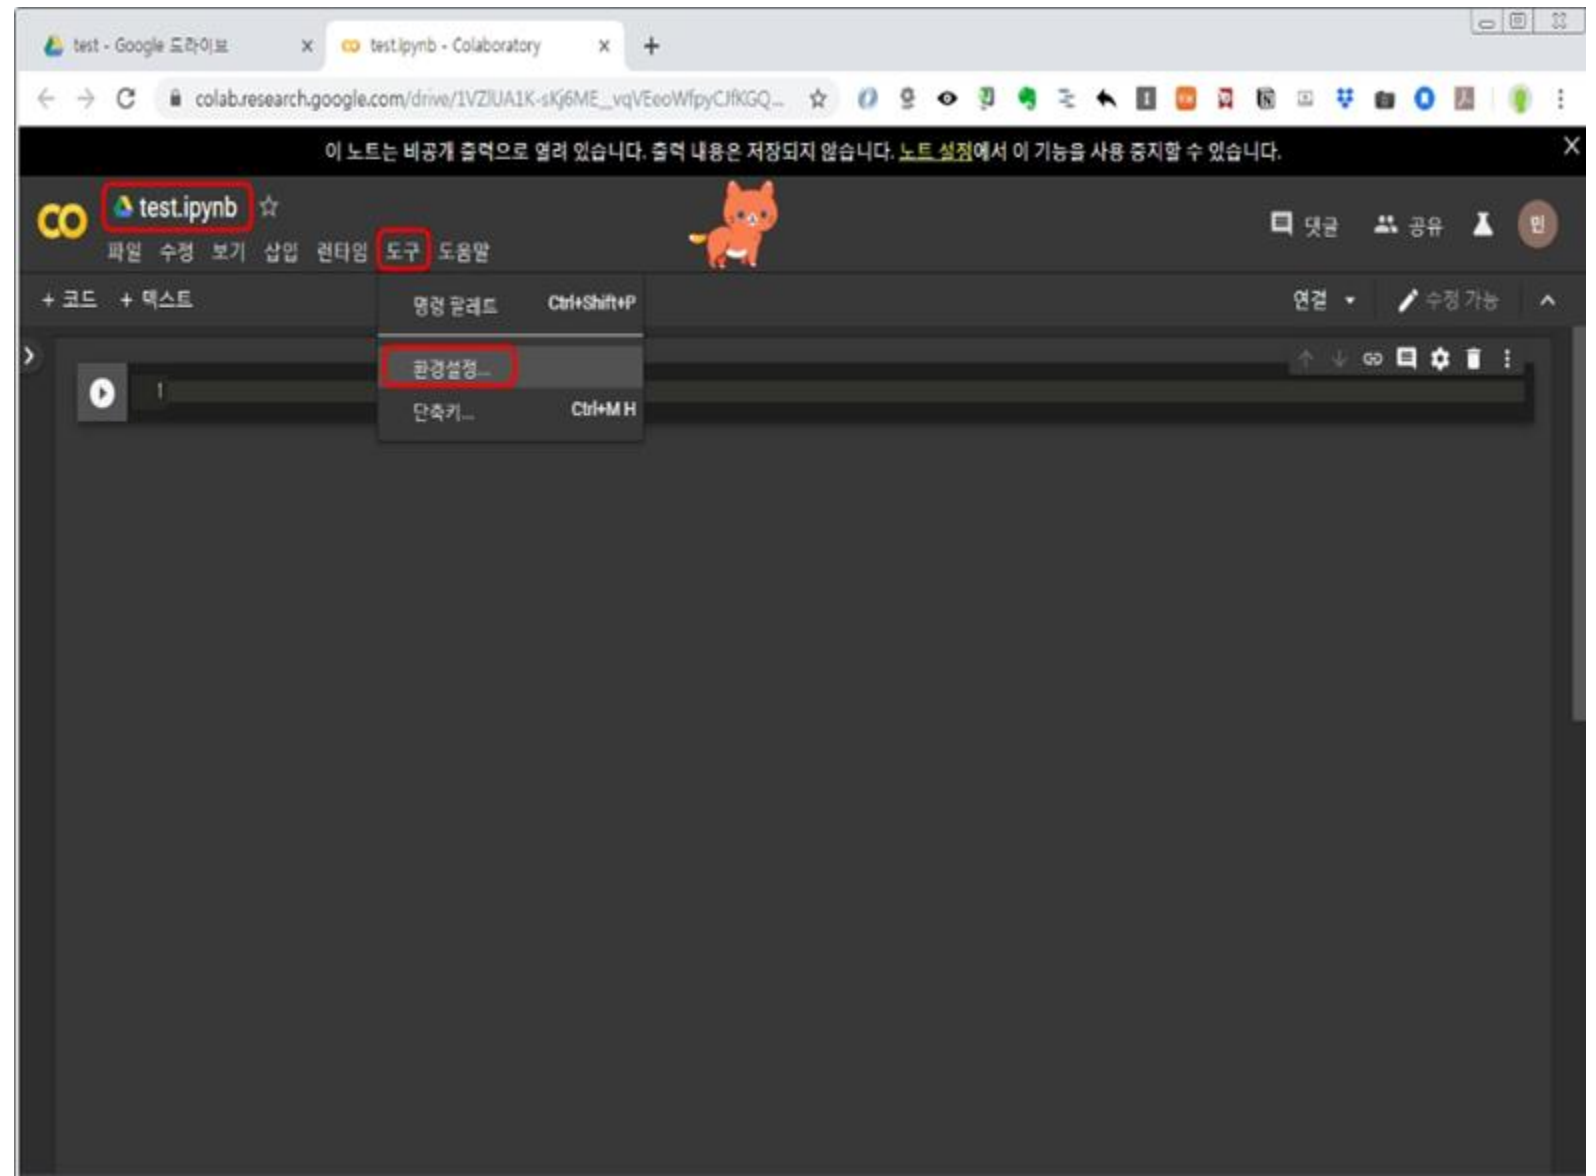 test - Google 드라이브
test.ipynb - Colaboratory
colab.research.google.com/drive/
이 노트는 비공개 출력으로 열려 있습니다. 출력 내용은 저장되지 않습니다. 노트 설정에서 이 기능을 사용 중지할 수 있습니다.
CO test.ipynb
댓글 공유 민
파일 수정 보기 삽입 런타임 도구 도움말
+ 코드 + 텍스트
연결 수정 가능
명령 팔레트 Ctrl+Shift+P
환경설정...
1
단축키... Ctrl+M H